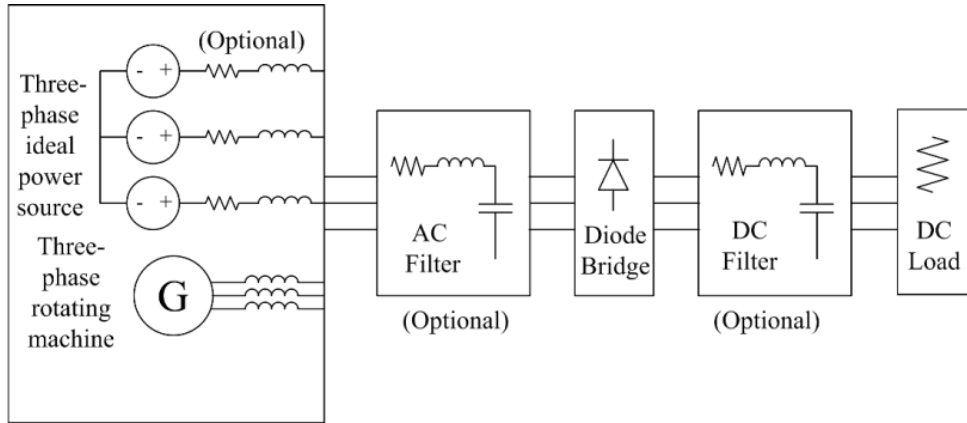 (Optional)
Three-
phase
ideal
power
source
- +
- +
- +
Three-
phase
rotating
machine
G
AC
Filter
(Optional)
Diode
Bridge
DC
Filter
(Optional)
DC
Load